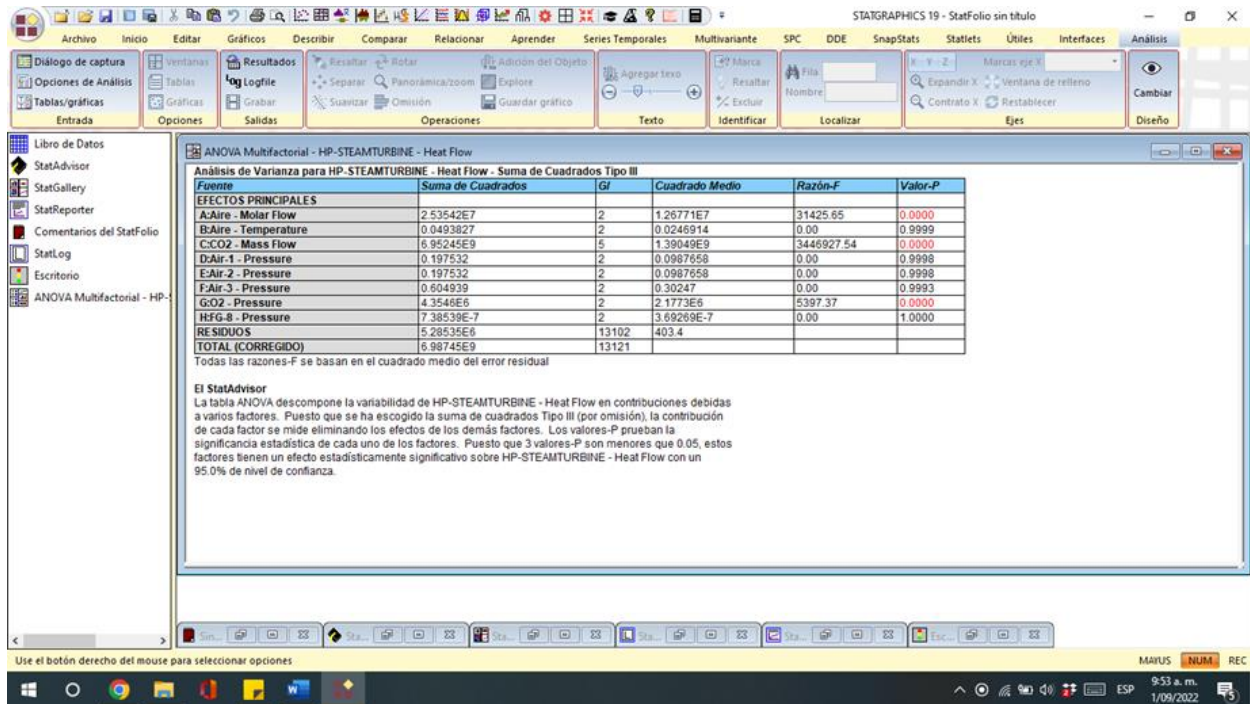 STATGRAPHICS 19 - StatFolio sin título
Archivo Inicio Editar Gráficos Describir Comparar Relacionar Aprender Series Temporales Multivariante SPC DDE SnapStats Statlets Útiles Interfaces Análisis
Diálogo de captura Ventanas Resultados Resaltar Rotar Adición del Objeto Agregar texo Marca Fila X - Y - Z Marcas eje X
Opciones de Análisis Tablas Logfile Separar Panorámica/zoom Explore Resaltar Nombre Expandir X Ventana de relleno Cambiar
Tablas/gráficas Gráficas Grabar Suavizar Omisión Guardar gráfico Excluir Contrato X Restablecer
Entrada Opciones Salidas Operaciones Texto Identificar Localizar Ejes Diseño
Libro de Datos
StatAdvisor
StatGallery
StatReporter
Comentarios del StatFolio
StatLog
Escritorio
ANOVA Multifactorial - HP-S
ANOVA Multifactorial - HP-STEAMTURBINE - Heat Flow
Análisis de Varianza para HP-STEAMTURBINE - Heat Flow - Suma de Cuadrados Tipo III
Fuente Suma de Cuadrados Gl Cuadrado Medio Razón-F Valor-P
EFECTOS PRINCIPALES
A:Aire - Molar Flow 2.53542E7 2 1.26771E7 31425.65 0.0000
B:Aire - Temperature 0.0493827 2 0.0246914 0.00 0.9999
C:CO2 - Mass Flow 6.95245E9 5 1.39049E9 3446927.54 0.0000
D:Air-1 - Pressure 0.197532 2 0.0987658 0.00 0.9998
E:Air-2 - Pressure 0.197532 2 0.0987658 0.00 0.9998
F:Air-3 - Pressure 0.604939 2 0.30247 0.00 0.9993
G:O2 - Pressure 4.3546E6 2 2.1773E6 5397.37 0.0000
H:FG-8 - Pressure 7.38539E-7 2 3.69269E-7 0.00 1.0000
RESIDUOS 5.28535E6 13102 403.4
TOTAL (CORREGIDO) 6.98745E9 13121
Todas las razones-F se basan en el cuadrado medio del error residual
El StatAdvisor
La tabla ANOVA descompone la variabilidad de HP-STEAMTURBINE - Heat Flow en contribuciones debidas
a varios factores. Puesto que se ha escogido la suma de cuadrados Tipo III (por omisión), la contribución
de cada factor se mide eliminando los efectos de los demás factores. Los valores-P prueban la
significancia estadística de cada uno de los factores. Puesto que 3 valores-P son menores que 0.05, estos
factores tienen un efecto estadísticamente significativo sobre HP-STEAMTURBINE - Heat Flow con un
95.0% de nivel de confianza.
Sin... Sta... Sta... Sta... Sta... Esc...
Use el botón derecho del mouse para seleccionar opciones MAYUS NUM REC
ESP 9:53 a. m.
1/09/2022